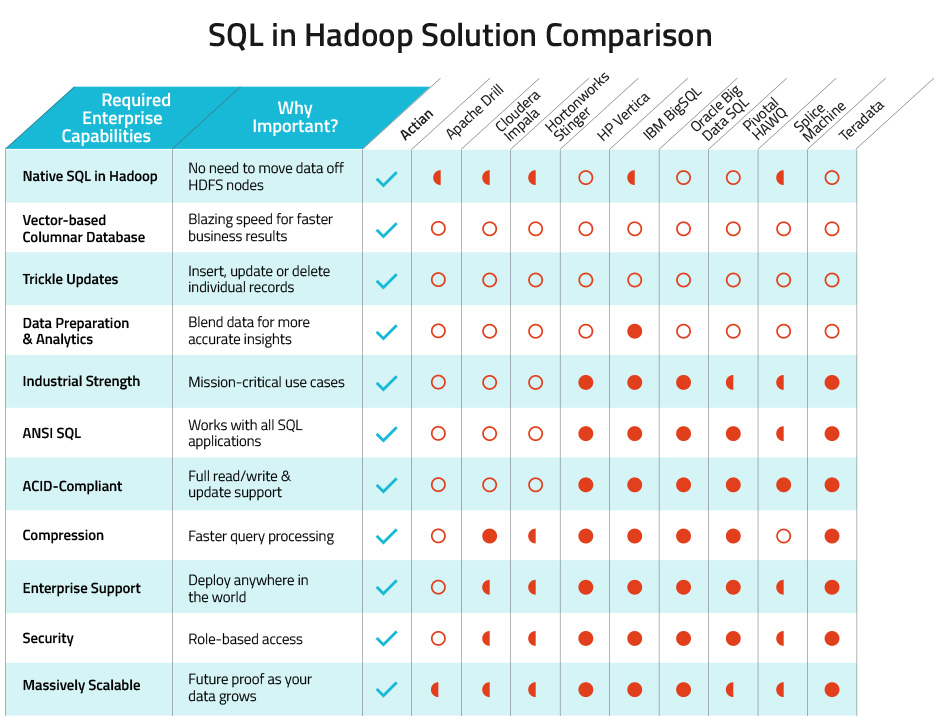 SQL in Hadoop Solution Comparison
Required
Enterprise
Capabilities
Why
Important?
Actian
Apache Drill
Cloudera
Impala
Hortonworks
Stinger
HP Vertica
IBM BigSQL
Oracle Big
Data SQL
Pivotal
HAWQ
Splice
Machine
Teradata
Native SQL in Hadoop
No need to move data off
HDFS nodes
Vector-based
Columnar Database
Blazing speed for faster
business results
Trickle Updates
Insert, update or delete
individual records
Data Preparation
& Analytics
Blend data for more
accurate insights
Industrial Strength
Mission-critical use cases
ANSI SQL
Works with all SQL
applications
ACID-Compliant
Full read/write &
update support
Compression
Faster query processing
Enterprise Support
Deploy anywhere in
the world
Security
Role-based access
Massively Scalable
Future proof as your
data grows